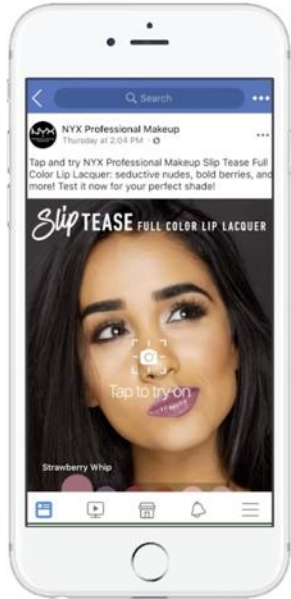 Search
NYX
NYX Professional Makeup
Thursday at 2:04 PM
Tap and try NYX Professional Makeup Slip Tease Full
Color Lip Lacquer: seductive nudes, bold berries, and
more! Test it now for your perfect shade!
Slip TEASE FULL COLOR LIP LACQUER
Tap to try on
Strawberry Whip